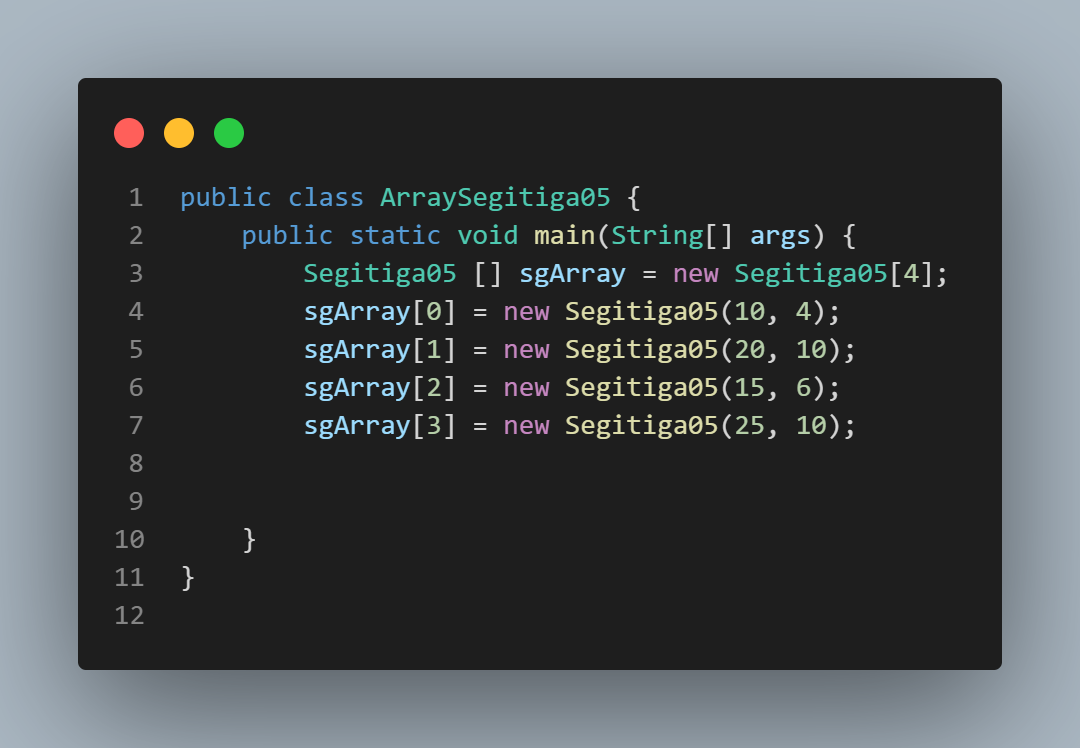 1 public class ArraySegitiga05 {
2     public static void main(String[] args) {
3         Segitiga05 [] sgArray = new Segitiga05[4];
4         sgArray[0] = new Segitiga05(10, 4);
5         sgArray[1] = new Segitiga05(20, 10);
6         sgArray[2] = new Segitiga05(15, 6);
7         sgArray[3] = new Segitiga05(25, 10);
8
9
10     }
11 }
12